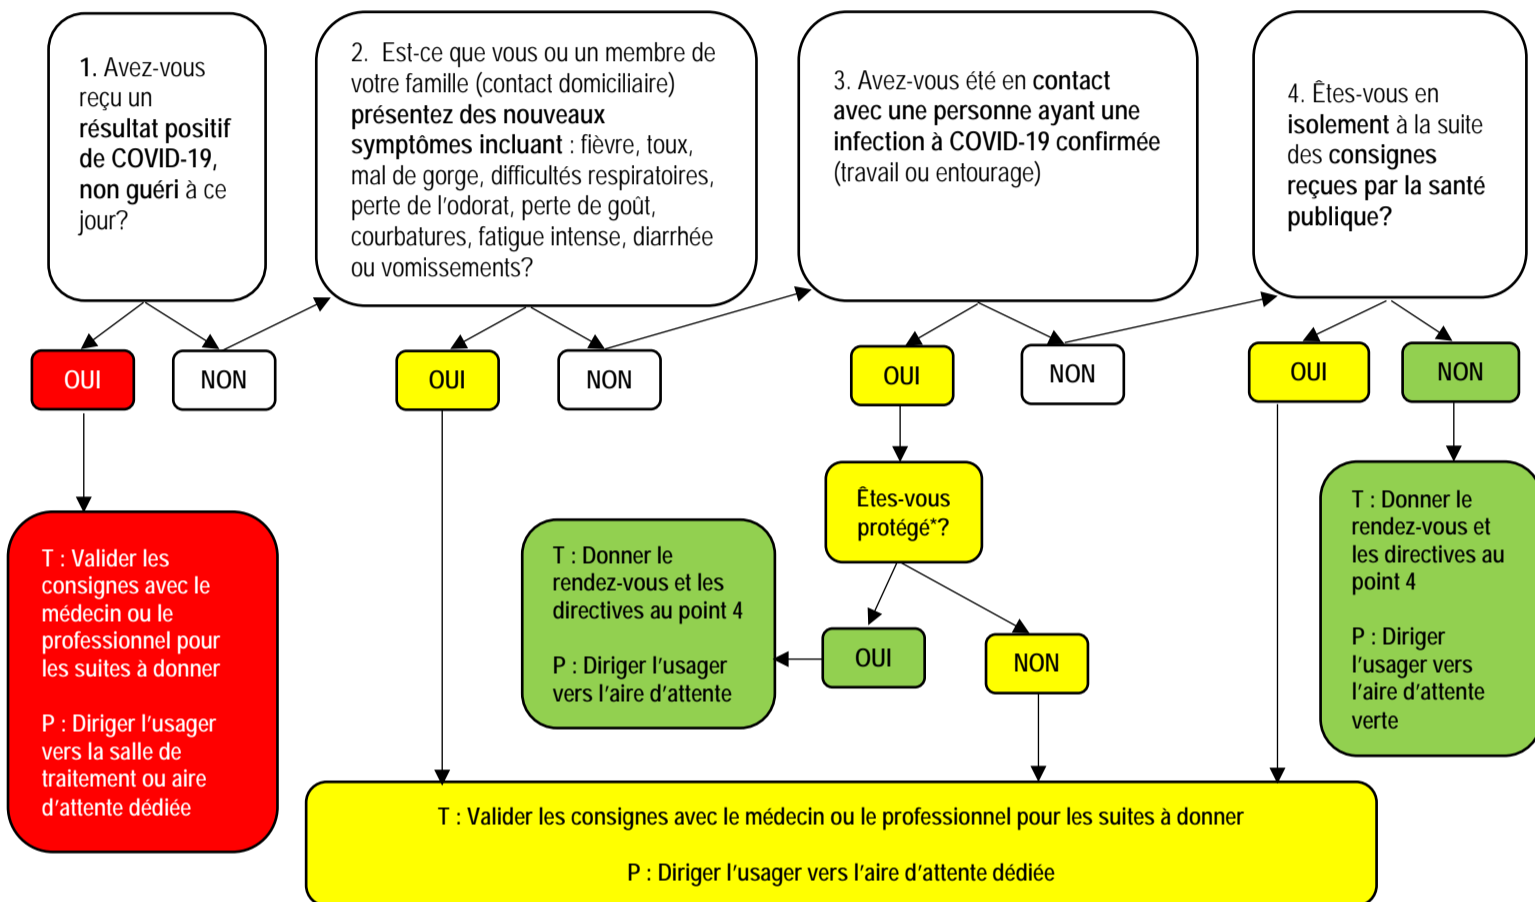 1. Avez-vous
reçu un
résultat positif
de COVID-19,
non guéri à ce
jour?
2. Est-ce que vous ou un membre de
votre famille (contact domiciliaire)
présentez des nouveaux
symptômes incluant : fièvre, toux,
mal de gorge, difficultés respiratoires,
perte de l'odorat, perte de goût,
courbatures, fatigue intense, diarrhée
ou vomissements?
3. Avez-vous été en contact
avec une personne ayant une
infection à COVID-19 confirmée
(travail ou entourage)
4. Êtes-vous en
isolement à la suite
des consignes
reçues par la santé
publique?
OUI
NON
OUI
NON
OUI
NON
OUI
NON
T : Valider les
consignes avec le
médecin ou le
professionnel pour
les suites à donner
P : Diriger l'usager
vers la salle de
traitement ou aire
d'attente dédiée
Êtes-vous
protégé*?
T : Donner le
rendez-vous et les
directives au point 4
P : Diriger l'usager
vers l'aire d'attente
OUI
NON
T : Donner le
rendez-vous et
les directives au
point 4
P : Diriger
l'usager vers
l'aire d'attente
verte
T : Valider les consignes avec le médecin ou le professionnel pour les suites à donner
P : Diriger l'usager vers l'aire d'attente dédiée